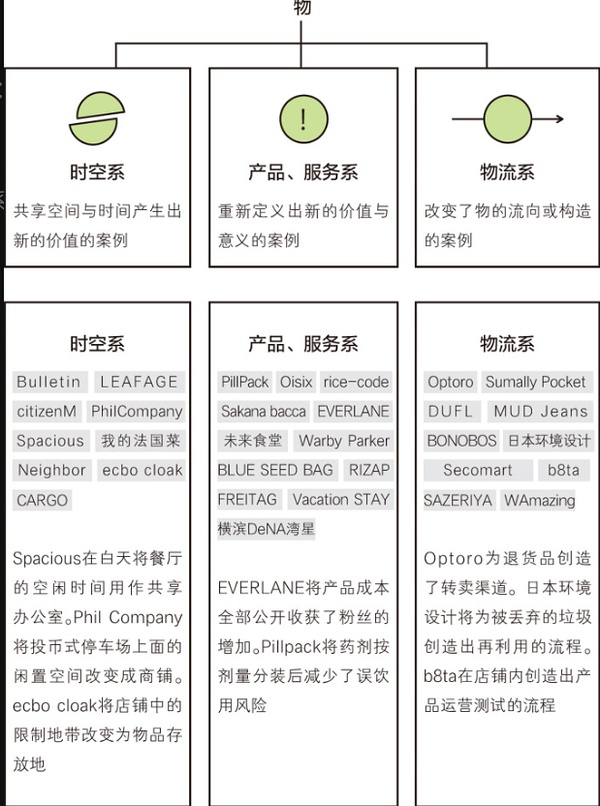 物
时空系
共享空间与时间产生出
新的价值的案例
产品、服务系
重新定义出新的价值与
意义的案例
物流系
改变了物的流向或构造
的案例
时空系
Bulletin LEAFAGE
citizenM PhilCompany
Spacious 我的法国菜
Neighbor ecbo cloak
CARGO
Spacious在白天将餐厅
的空闲时间用作共享
办公室。Phil Company
将投币式停车场上面的
闲置空间改变成商铺。
ecbo cloak将店铺中的
限制地带改变为物品存
放地
产品、服务系
PillPack Oisix rice-code
Sakana bacca EVERLANE
未来食堂 Warby Parker
BLUE SEED BAG RIZAP
FREITAG Vacation STAY
横滨DeNA湾星
EVERLANE将产品成本
全部公开收获了粉丝的
增加。Pillpack将药剂按
剂量分装后减少了误饮
用风险
物流系
Optoro Sumally Pocket
DUFL MUD Jeans
BONOBOS 日本环境设计
Secomart b8ta
SAZERIYA WAmazing
Optoro为退货品创造
了转卖渠道。日本环境
设计将为被丢弃的垃圾
创造出再利用的流程。
b8ta在店铺内创造出产
品运营测试的流程